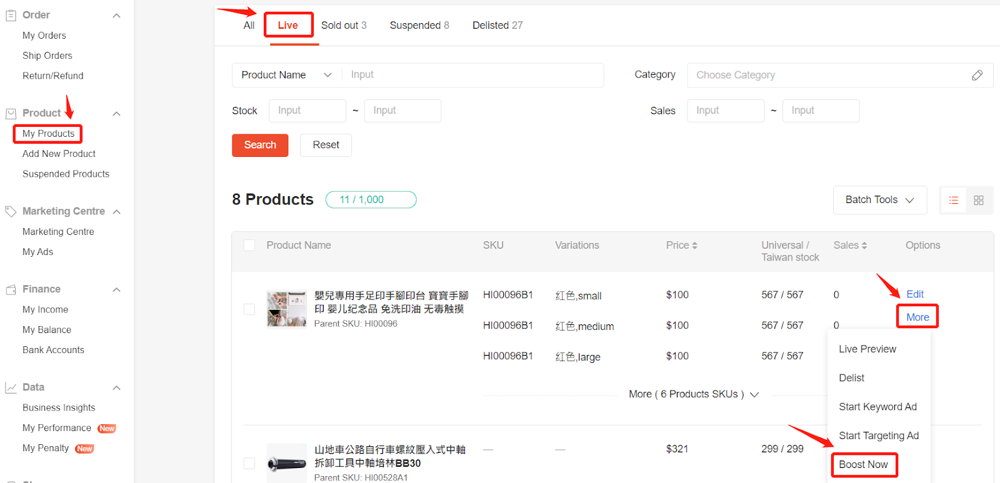 Order
My Orders
Ship Orders
Return/Refund
Product
My Products
Add New Product
Suspended Products
Marketing Centre
Marketing Centre
My Ads
Finance
My Income
My Balance
Bank Accounts
Data
Business Insights
My Performance New
My Penalty New
All Live Sold out 3 Suspended 8 Delisted 27
Product Name Input Category Choose Category
Stock Input ~ Input Sales Input ~ Input
Search Reset
8 Products 11 / 1,000 Batch Tools
Product Name SKU Variations Price Universal / Taiwan stock Sales Options
嬰兒專用手足印手腳印台 寶寶手腳
印 婴儿纪念品 免洗印油 无毒触摸
Parent SKU: HI00096
HI00096B1 红色,small $100 567 / 567 0 Edit
More
HI00096B1 红色,medium $100 567 / 567 0
HI00096B1 红色,large $100 567 / 567
More ( 6 Products SKUs )
Live Preview
Delist
Start Keyword Ad
Start Targeting Ad
Boost Now
山地車公路自行車螺紋壓入式中軸
拆卸工具中軸培林BB30
Parent SKU: HI00528A1
— — $321 299 / 299